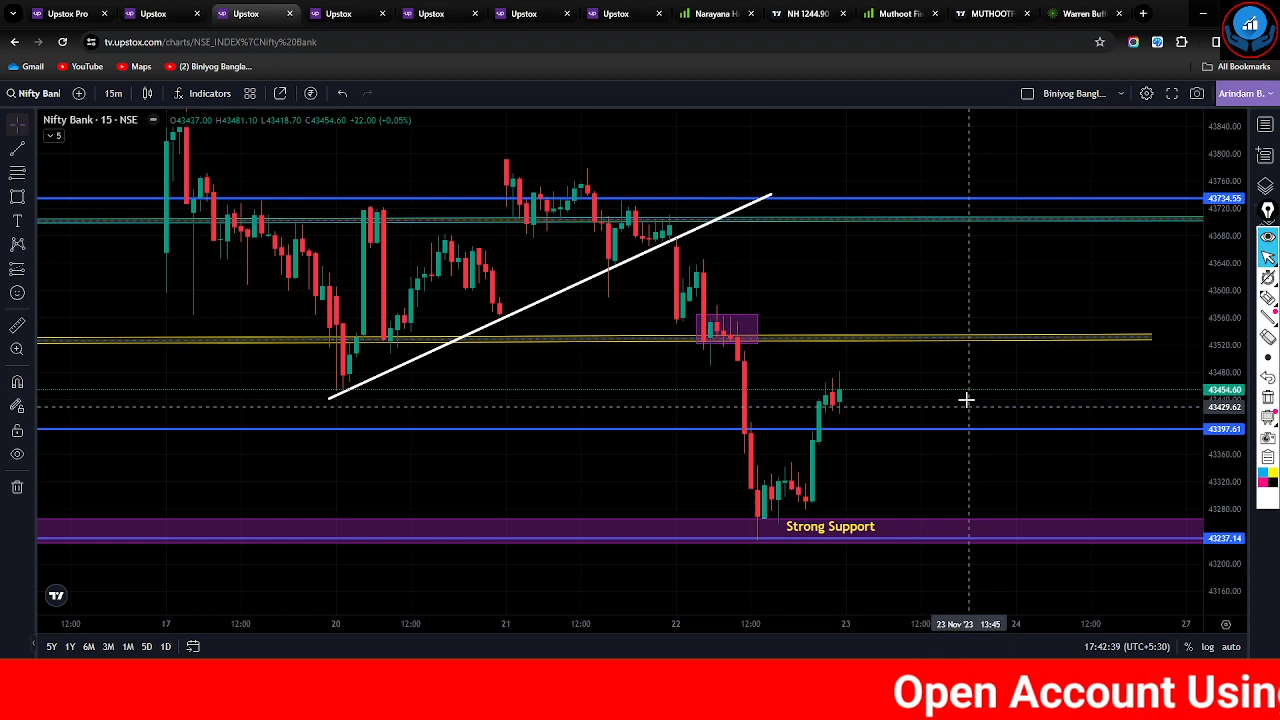 Upstox Pro
Upstox
Upstox
Upstox
Upstox
Upstox
Upstox
Narayana H
NH 1244.90
Muthoot Fi
MUTHOOTF
Warren Buf
tv.upstox.com/charts/NSE_INDEX%7CNifty%20Bank
Gmail
YouTube
Maps
(2) Biniyog Bangla...
All Bookmarks
Nifty Banl
15m
Indicators
Biniyog Bangl...
Arindam B.
Nifty Bank · 15 · NSE
O43437.00 H43481.10 L43418.70 C43454.60 +22.00 (+0.05%)
5
43840.00
43800.00
43760.00
43734.55
43720.00
43680.00
43640.00
43600.00
43560.00
43520.00
43480.00
43454.60
43440.00
43429.62
43397.61
43360.00
43320.00
43280.00
Strong Support
43237.14
43200.00
43160.00
12:00
17
20
12:00
21
12:00
22
12:00
23
12:00
23 Nov '23 13:45
24
12:00
27
5Y
1Y
6M
3M
1M
5D
1D
17:42:39 (UTC+5:30)
%
log
auto
Open Account Using